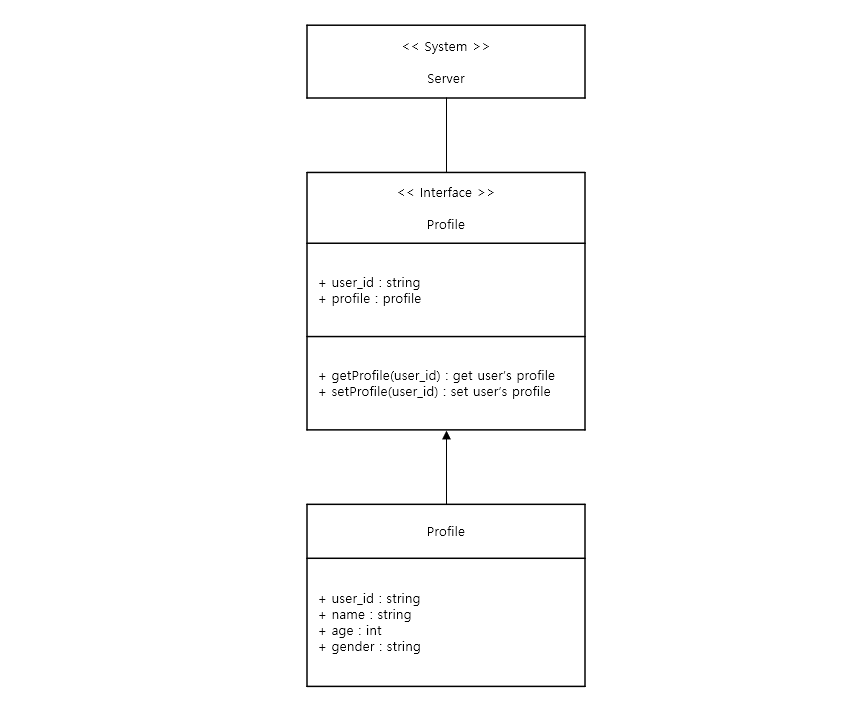 << System >>
Server
<< Interface >>
Profile
+ user_id : string
+ profile : profile
+ getProfile(user_id) : get user's profile
+ setProfile(user_id) : set user's profile
Profile
+ user_id : string
+ name : string
+ age : int
+ gender : string